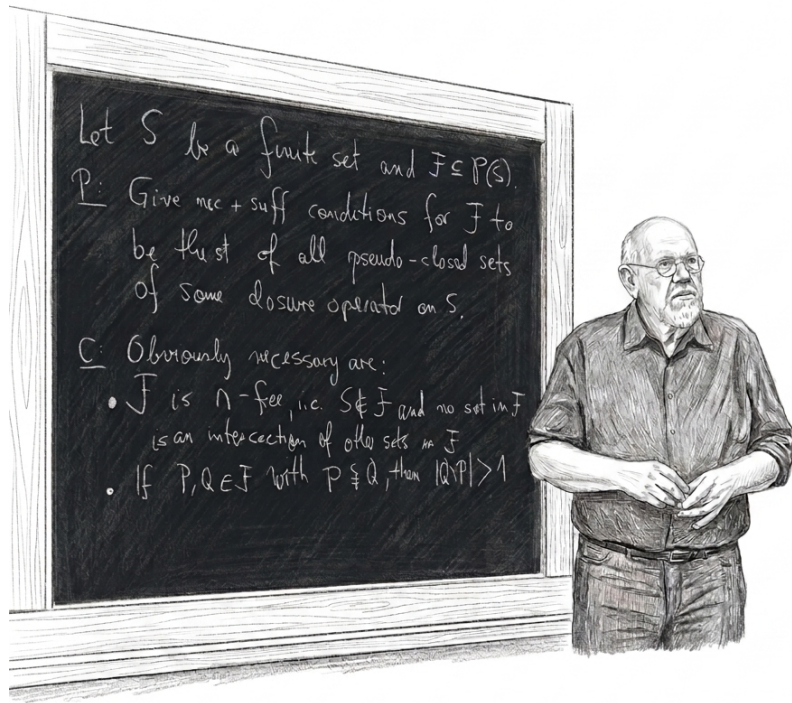 Let S be a finite set and F ⊆ P(S).
P: Give nec + suff conditions for F to
be the st of all pseudo-closed sets
of some closure operator on S.
C: Obviously necessary are:
• F is ∩-free, i.c. S∉F and no set in F
is an intersection of other sets in F
• If P,Q∈F with P⊊Q, then |Q\P|>1